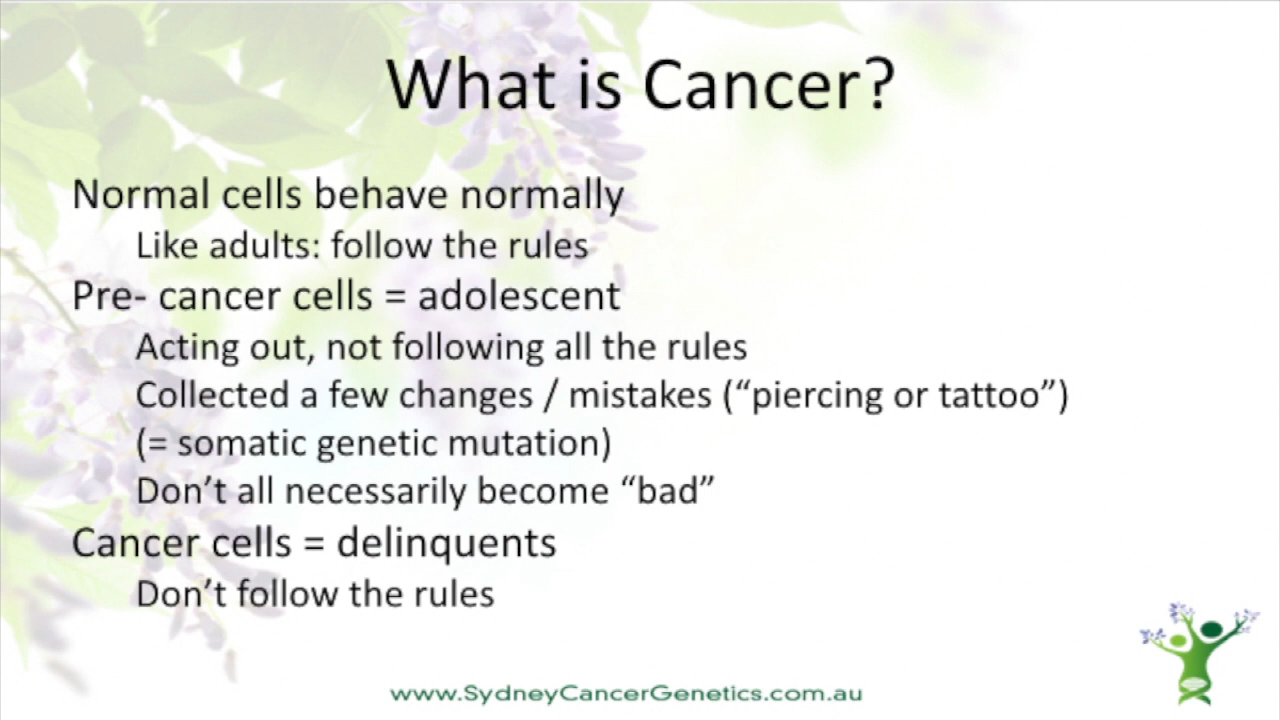 What is Cancer?
Normal cells behave normally
Like adults: follow the rules
Pre- cancer cells = adolescent
Acting out, not following all the rules
Collected a few changes / mistakes (“piercing or tattoo”)
(= somatic genetic mutation)
Don’t all necessarily become “bad”
Cancer cells = delinquents
Don’t follow the rules
www.SydneyCancerGenetics.com.au